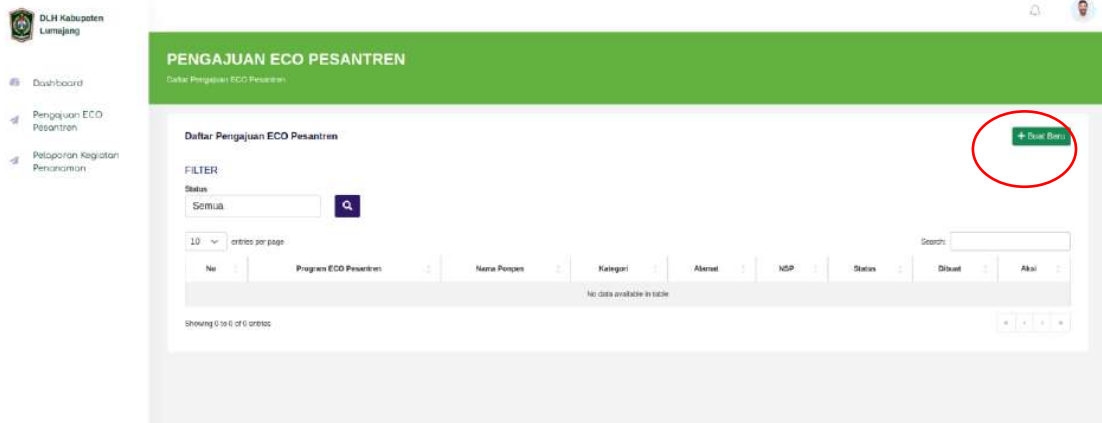 DLH Kabupaten
Lumajang
Dashboard
Pengajuan ECO
Pesantren
Pelaporan Kegiatan
Penanaman
PENGAJUAN ECO PESANTREN
Daftar Pengajuan ECO Pesantren
Daftar Pengajuan ECO Pesantren
+ Buat Baru
FILTER
Status
Semua
10 entries per page
Search:
No Program ECO Pesantren Nama Ponpes Kategori Alamat NSP Status Dibuat Aksi
No data available in table
Showing 0 to 0 of 0 entries
« ‹ › »